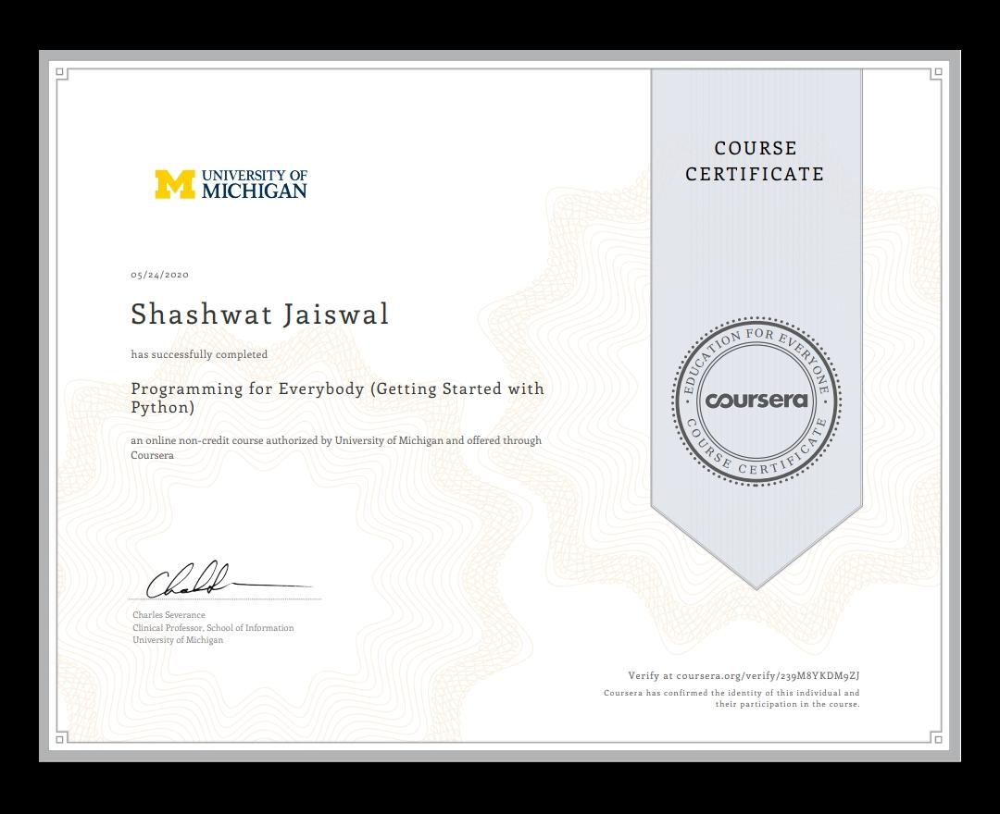 COURSE
CERTIFICATE
UNIVERSITY OF
MICHIGAN
05/24/2020
Shashwat Jaiswal
has successfully completed
Programming for Everybody (Getting Started with
Python)
an online non-credit course authorized by University of Michigan and offered through
Coursera
EDUCATION FOR EVERYONE
coursera
COURSE CERTIFICATE
Charles Severance
Clinical Professor, School of Information
University of Michigan
Verify at coursera.org/verify/239M8YKDM9ZJ
Coursera has confirmed the identity of this individual and
their participation in the course.